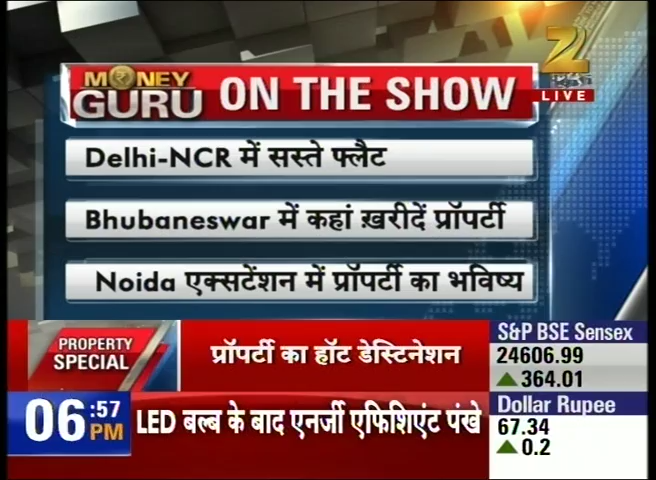 MONEY
GURU
ON THE SHOW
Z
LIVE
Delhi-NCR में सस्ते फ्लैट
Bhubaneswar में कहां ख़रीदें प्रॉपर्टी
Noida एक्सटेंशन में प्रॉपर्टी का भविष्य
PROPERTY
SPECIAL
प्रॉपर्टी का हॉट डेस्टिनेशन
S&P BSE Sensex
24606.99
364.01
06:57
PM
LED बल्ब के बाद एनर्जी एफिशिएंट पंखे
Dollar Rupee
67.34
0.2